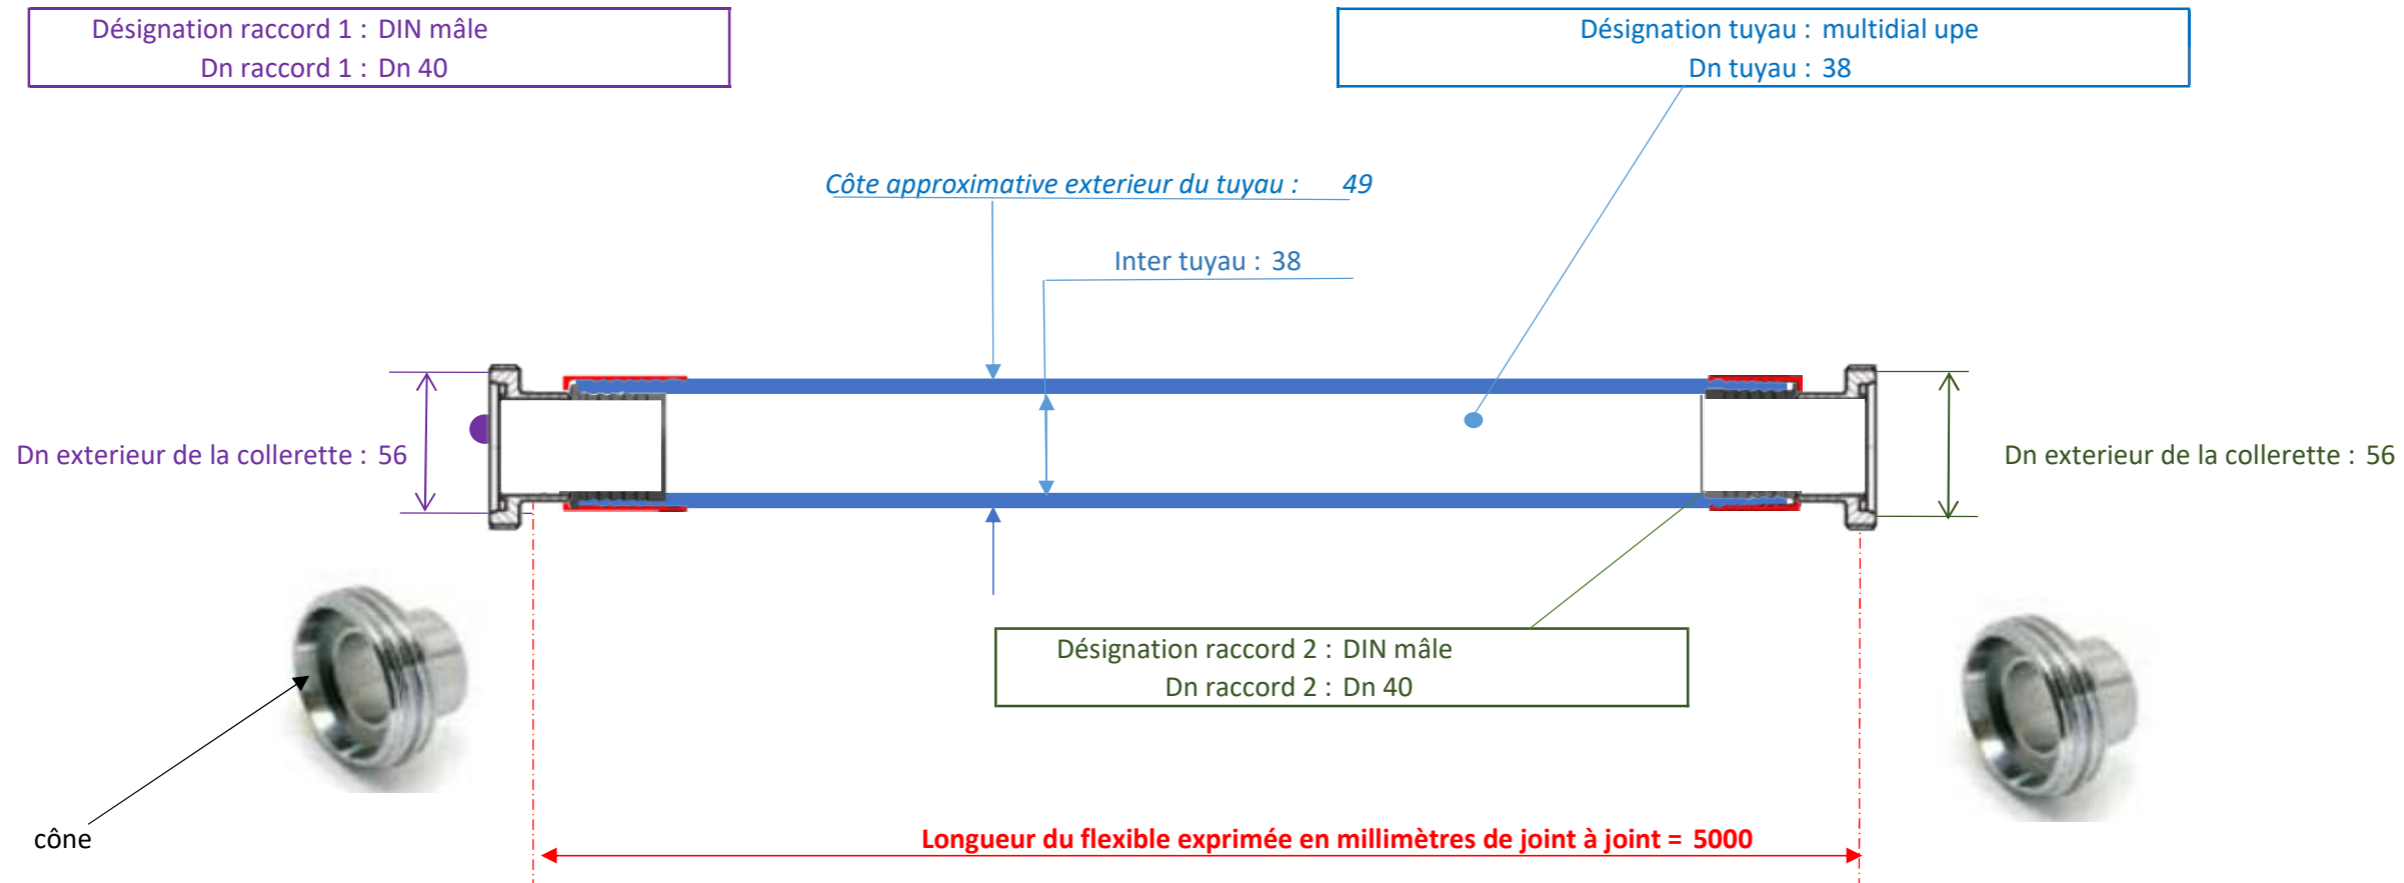 Désignation raccord 1 : DIN mâle
Dn raccord 1 : Dn 40
Désignation tuyau : multidial upe
Dn tuyau : 38
Côte approximative exterieur du tuyau : 49
Inter tuyau : 38
Dn exterieur de la collerette : 56
Dn exterieur de la collerette : 56
Désignation raccord 2 : DIN mâle
Dn raccord 2 : Dn 40
cône
Longueur du flexible exprimée en millimètres de joint à joint = 5000